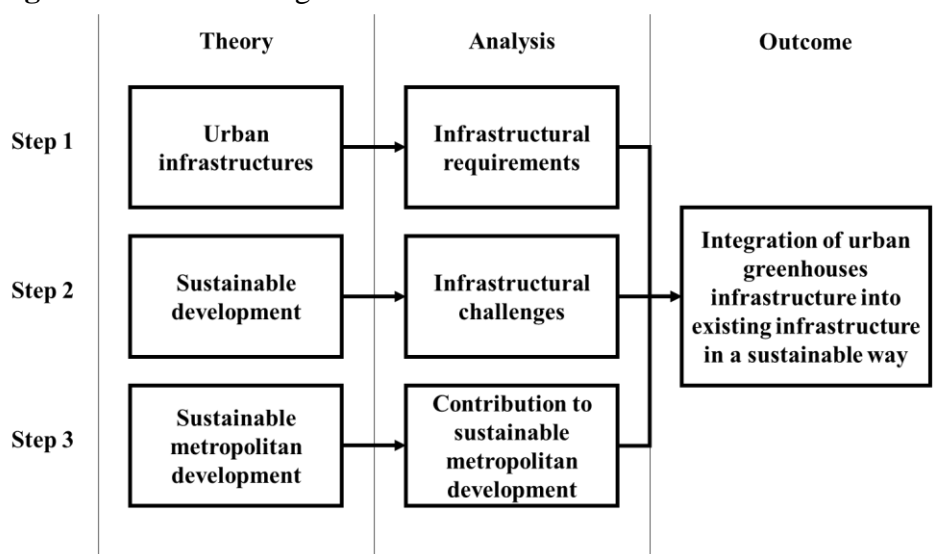 Theory
Analysis
Outcome
Step 1
Urban
infrastructures
Infrastructural
requirements
Step 2
Sustainable
development
Infrastructural
challenges
Step 3
Sustainable
metropolitan
development
Contribution to
sustainable
metropolitan
development
Integration of urban
greenhouses
infrastructure into
existing infrastructure
in a sustainable way